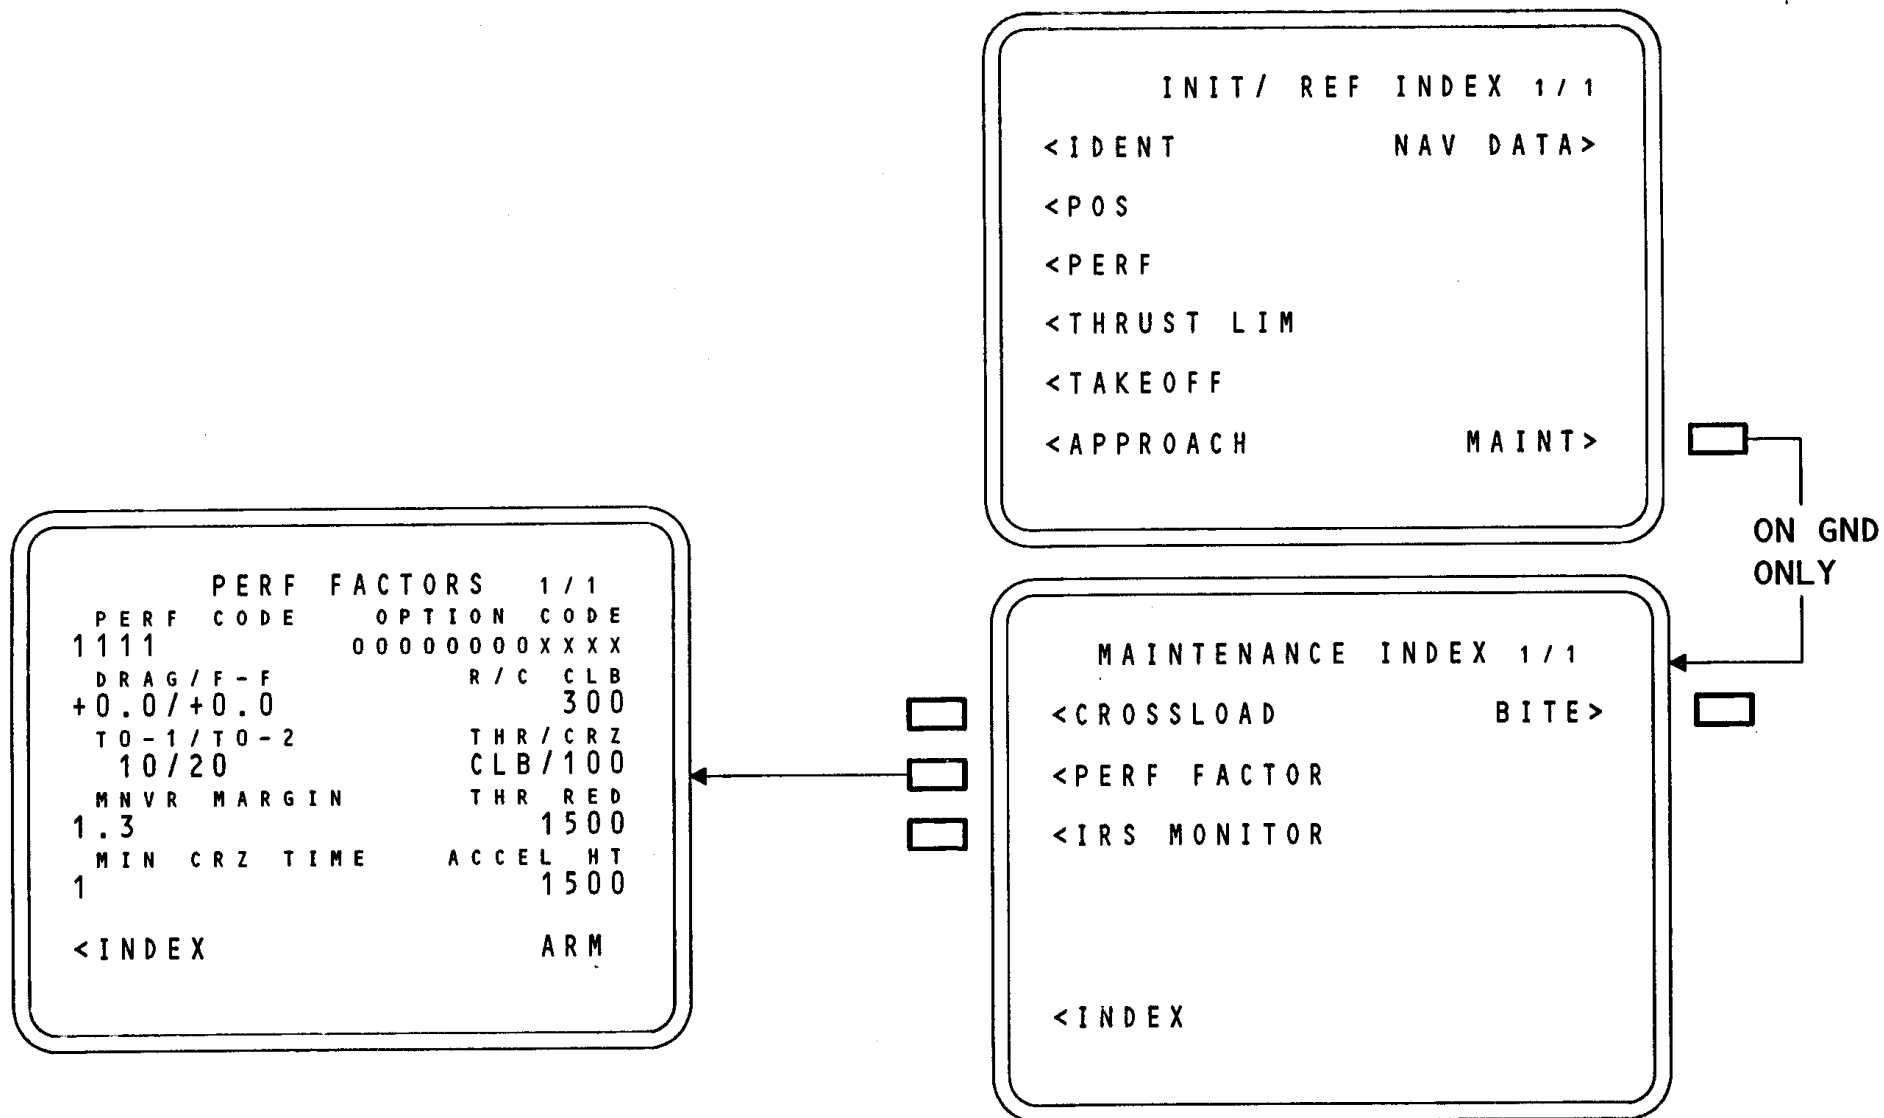 INIT/ REF INDEX 1/1
<IDENT NAV DATA>
<POS
<PERF
<THRUST LIM
<TAKEOFF
<APPROACH MAINT>
ON GND
ONLY
PERF FACTORS 1/1
PERF CODE OPTION CODE
1111 00000000XXXX
DRAG/F-F R/C CLB
+0.0/+0.0 300
TO-1/TO-2 THR/CRZ
10/20 CLB/100
MNVR MARGIN THR RED
1.3 1500
MIN CRZ TIME ACCEL HT
1 1500
<INDEX ARM
MAINTENANCE INDEX 1/1
<CROSSLOAD BITE>
<PERF FACTOR
<IRS MONITOR
<INDEX